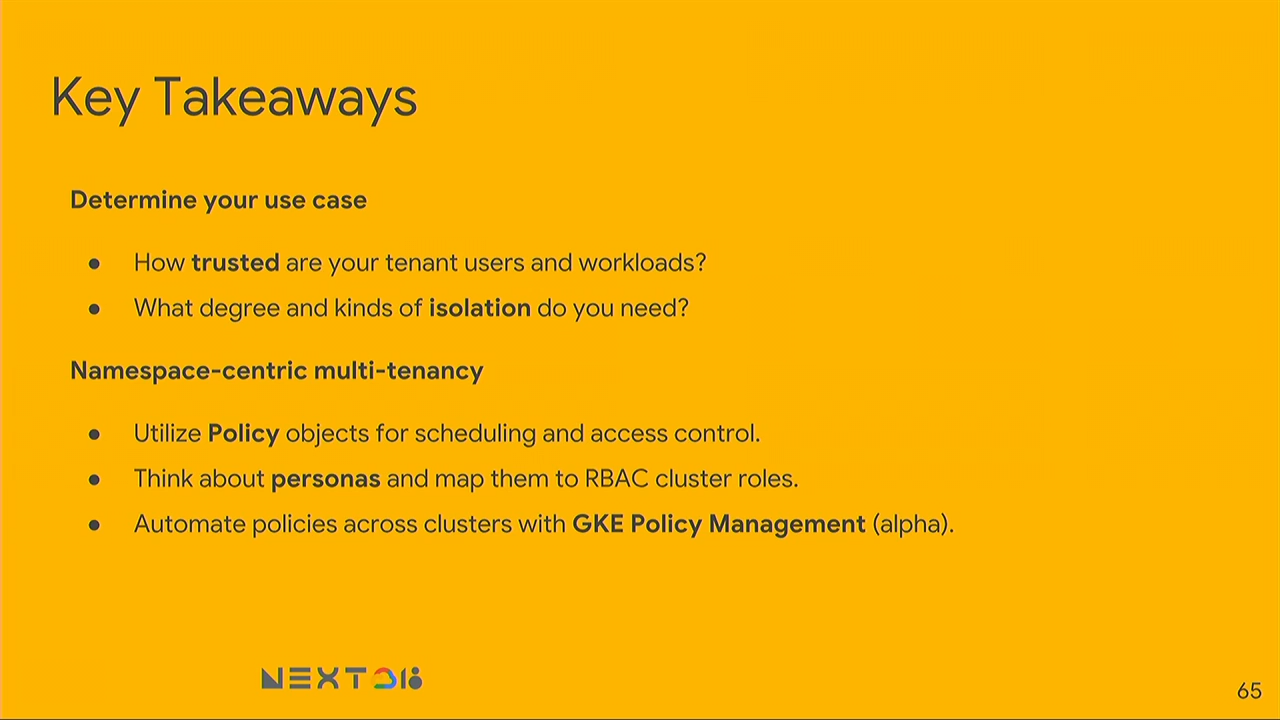 Key Takeaways
Determine your use case
● How trusted are your tenant users and workloads?
● What degree and kinds of isolation do you need?
Namespace-centric multi-tenancy
● Utilize Policy objects for scheduling and access control.
● Think about personas and map them to RBAC cluster roles.
● Automate policies across clusters with GKE Policy Management (alpha).
NEXT 18
65